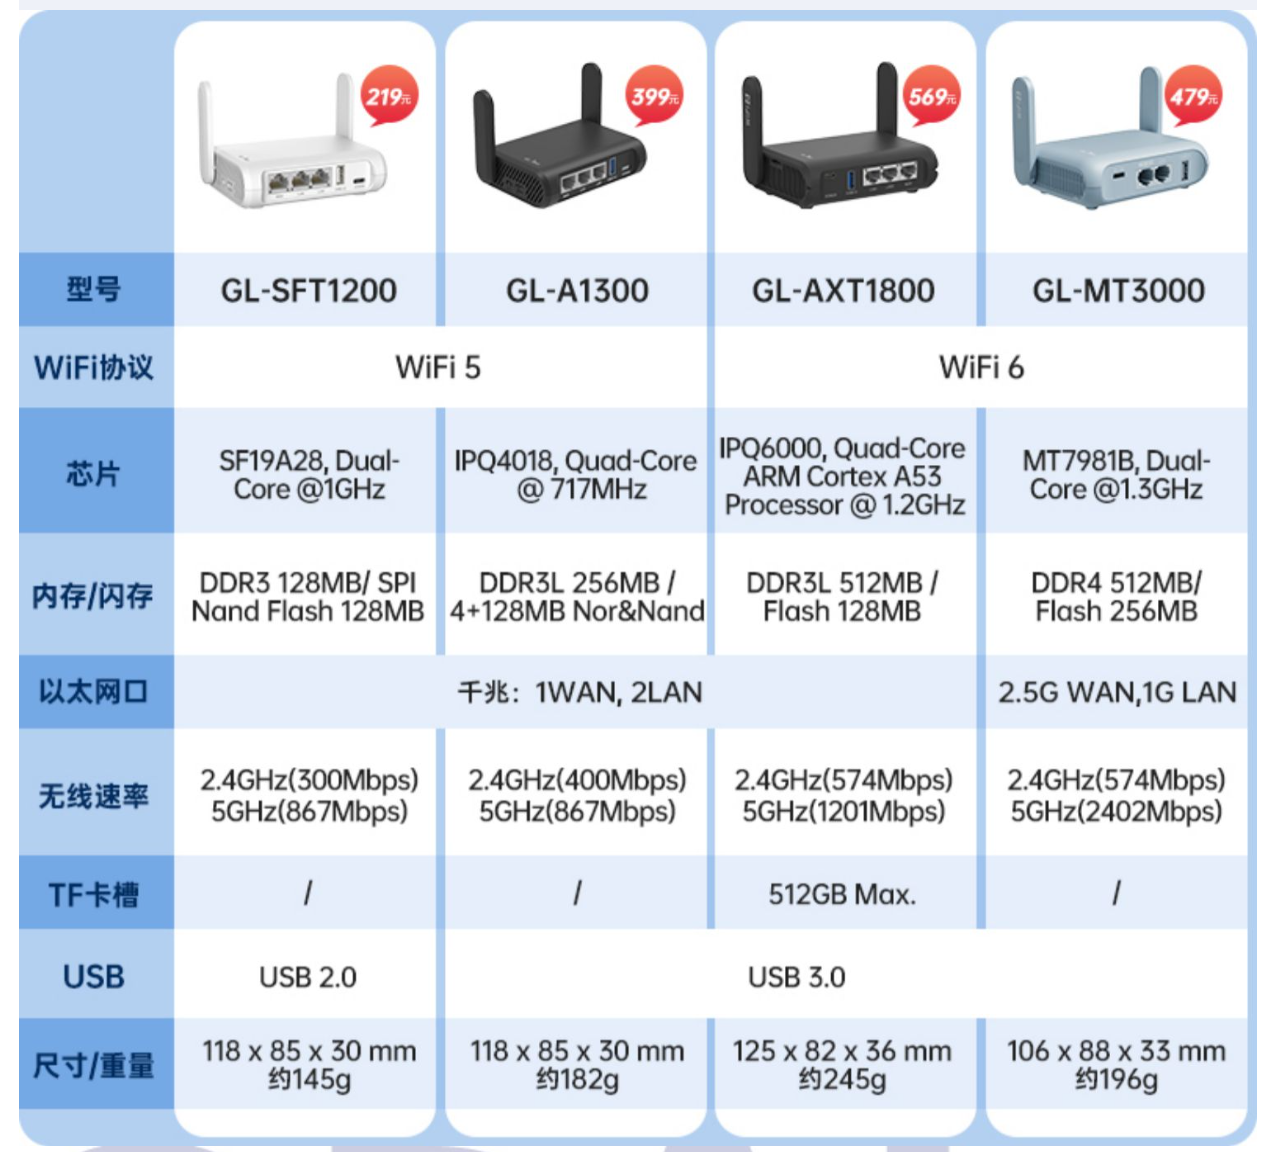 219元
399元
569元
479元
型号
GL-SFT1200
GL-A1300
GL-AXT1800
GL-MT3000
WiFi协议
WiFi 5
WiFi 6
芯片
SF19A28, Dual-
Core @1GHz
IPQ4018, Quad-Core
@ 717MHz
IPQ6000, Quad-Core
ARM Cortex A53
Processor @ 1.2GHz
MT7981B, Dual-
Core @1.3GHz
内存/闪存
DDR3 128MB/ SPI
Nand Flash 128MB
DDR3L 256MB /
4+128MB Nor&Nand
DDR3L 512MB /
Flash 128MB
DDR4 512MB/
Flash 256MB
以太网口
千兆：1WAN, 2LAN
2.5G WAN,1G LAN
无线速率
2.4GHz(300Mbps)
5GHz(867Mbps)
2.4GHz(400Mbps)
5GHz(867Mbps)
2.4GHz(574Mbps)
5GHz(1201Mbps)
2.4GHz(574Mbps)
5GHz(2402Mbps)
TF卡槽
/
/
512GB Max.
/
USB
USB 2.0
USB 3.0
尺寸/重量
118 x 85 x 30 mm
约145g
118 x 85 x 30 mm
约182g
125 x 82 x 36 mm
约245g
106 x 88 x 33 mm
约196g